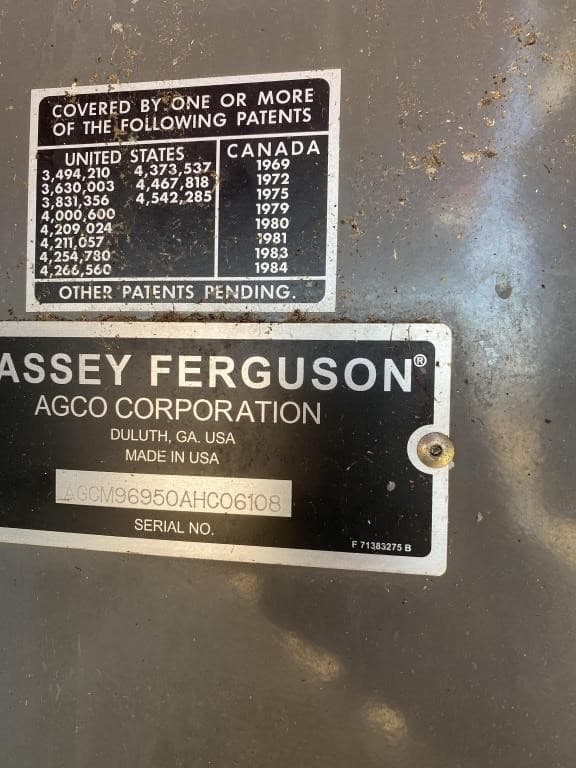 COVERED BY ONE OR MORE
OF THE FOLLOWING PATENTS
UNITED STATES
3,494,210 4,373,537
3,630,003 4,467,818
3,831,356 4,542,285
4,000,600
4,209,024
4,211,057
4,254,780
4,266,560
CANADA
1969
1972
1975
1979
1980
1981
1983
1984
OTHER PATENTS PENDING.
ASSEY FERGUSON®
AGCO CORPORATION
DULUTH, GA. USA
MADE IN USA
AGCM96950AHC06108
SERIAL NO.
F 71383275 B